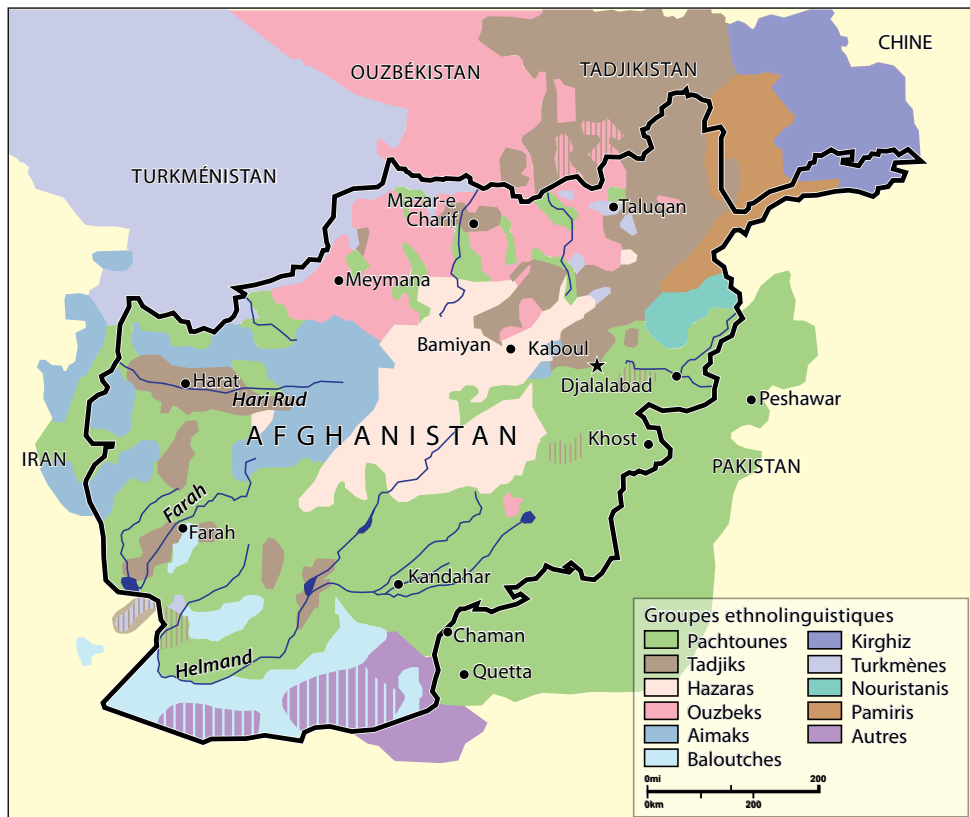 CHINE
OUZBÉKISTAN
TADJIKISTAN
TURKMÉNISTAN
Mazar-e
Charif
Taluqan
Meymana
Bamiyan
Kaboul
Harat
Hari Rud
Djalalabad
Peshawar
AFGHANISTAN
Khost
IRAN
PAKISTAN
Farah
Farah
Kandahar
Chaman
Helmand
Quetta
Groupes ethnolinguistiques
Pachtounes
Tadjiks
Hazaras
Ouzbeks
Aimaks
Baloutches
Kirghiz
Turkmènes
Nouristanis
Pamiris
Autres
0mi 200
0km 200